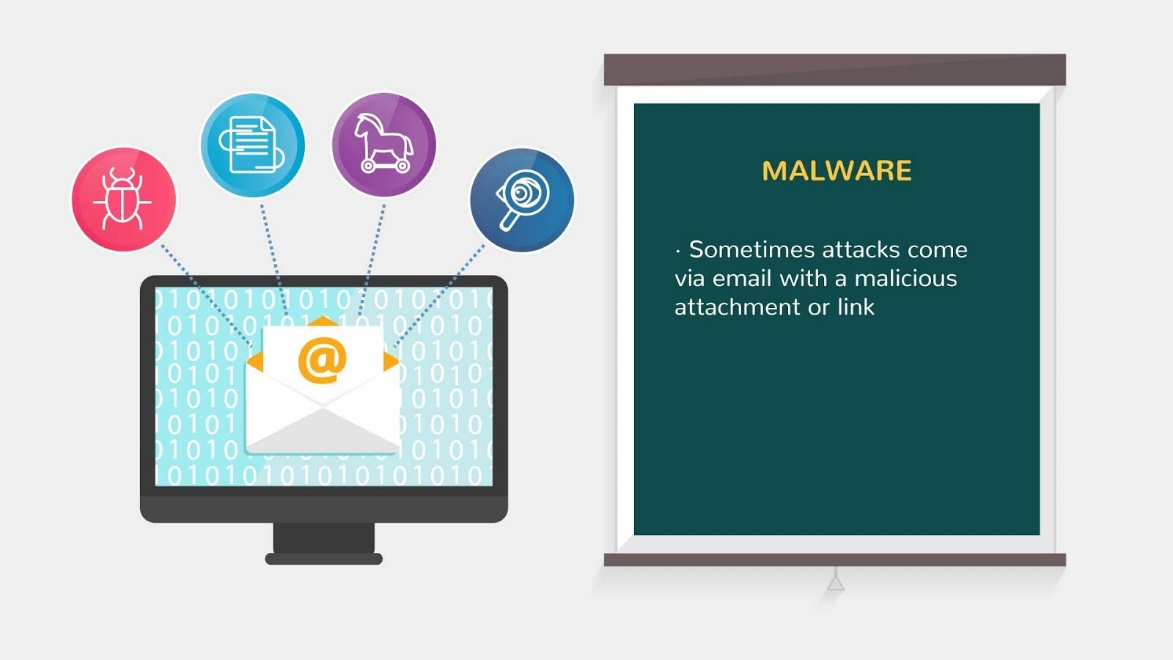 MALWARE
· Sometimes attacks come
via email with a malicious
attachment or link
@